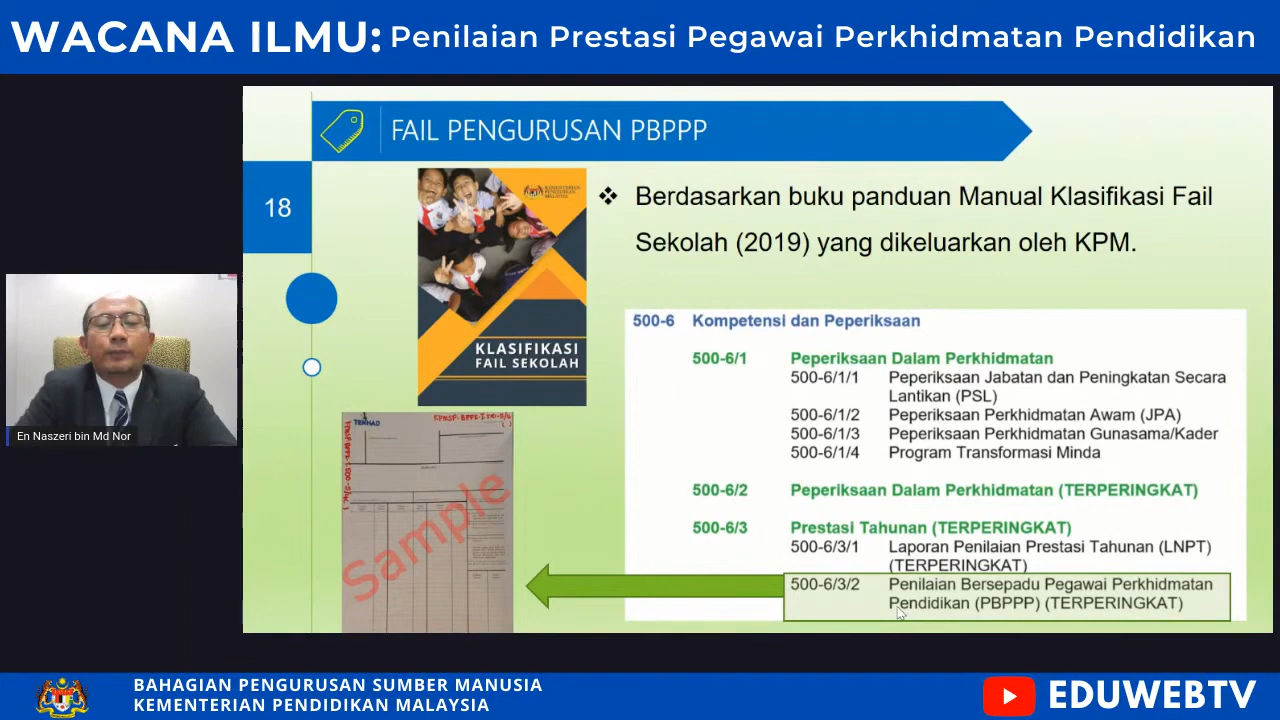 WACANA ILMU: Penilaian Prestasi Pegawai Perkhidmatan Pendidikan
FAIL PENGURUSAN PBPPP
18
KEMENTERIAN
PENDIDIKAN
MALAYSIA
KLASIFIKASI
FAIL SEKOLAH
❖ Berdasarkan buku panduan Manual Klasifikasi Fail
Sekolah (2019) yang dikeluarkan oleh KPM.
500-6 Kompetensi dan Peperiksaan
500-6/1 Peperiksaan Dalam Perkhidmatan
500-6/1/1 Peperiksaan Jabatan dan Peningkatan Secara
Lantikan (PSL)
500-6/1/2 Peperiksaan Perkhidmatan Awam (JPA)
500-6/1/3 Peperiksaan Perkhidmatan Gunasama/Kader
500-6/1/4 Program Transformasi Minda
500-6/2 Peperiksaan Dalam Perkhidmatan (TERPERINGKAT)
500-6/3 Prestasi Tahunan (TERPERINGKAT)
500-6/3/1 Laporan Penilaian Prestasi Tahunan (LNPT)
(TERPERINGKAT)
500-6/3/2 Penilaian Bersepadu Pegawai Perkhidmatan
Pendidikan (PBPPP) (TERPERINGKAT)
TERHAD
Sample
En Naszeri bin Md Nor
BAHAGIAN PENGURUSAN SUMBER MANUSIA
KEMENTERIAN PENDIDIKAN MALAYSIA
EDUWEBTV